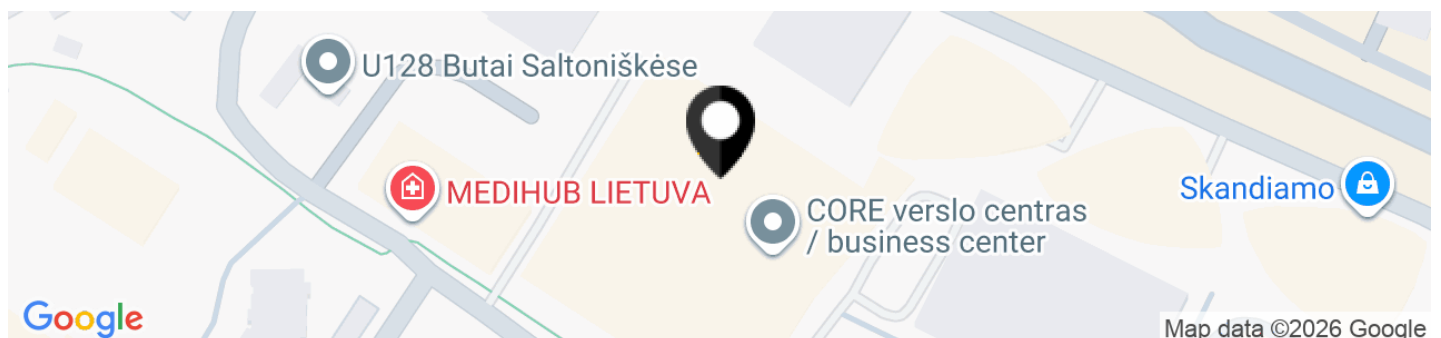 U128 Butai Saltoniškėse
MEDIHUB LIETUVA
Skandiamo
CORE verslo centras
/ business center
Google
Map data ©2026 Google